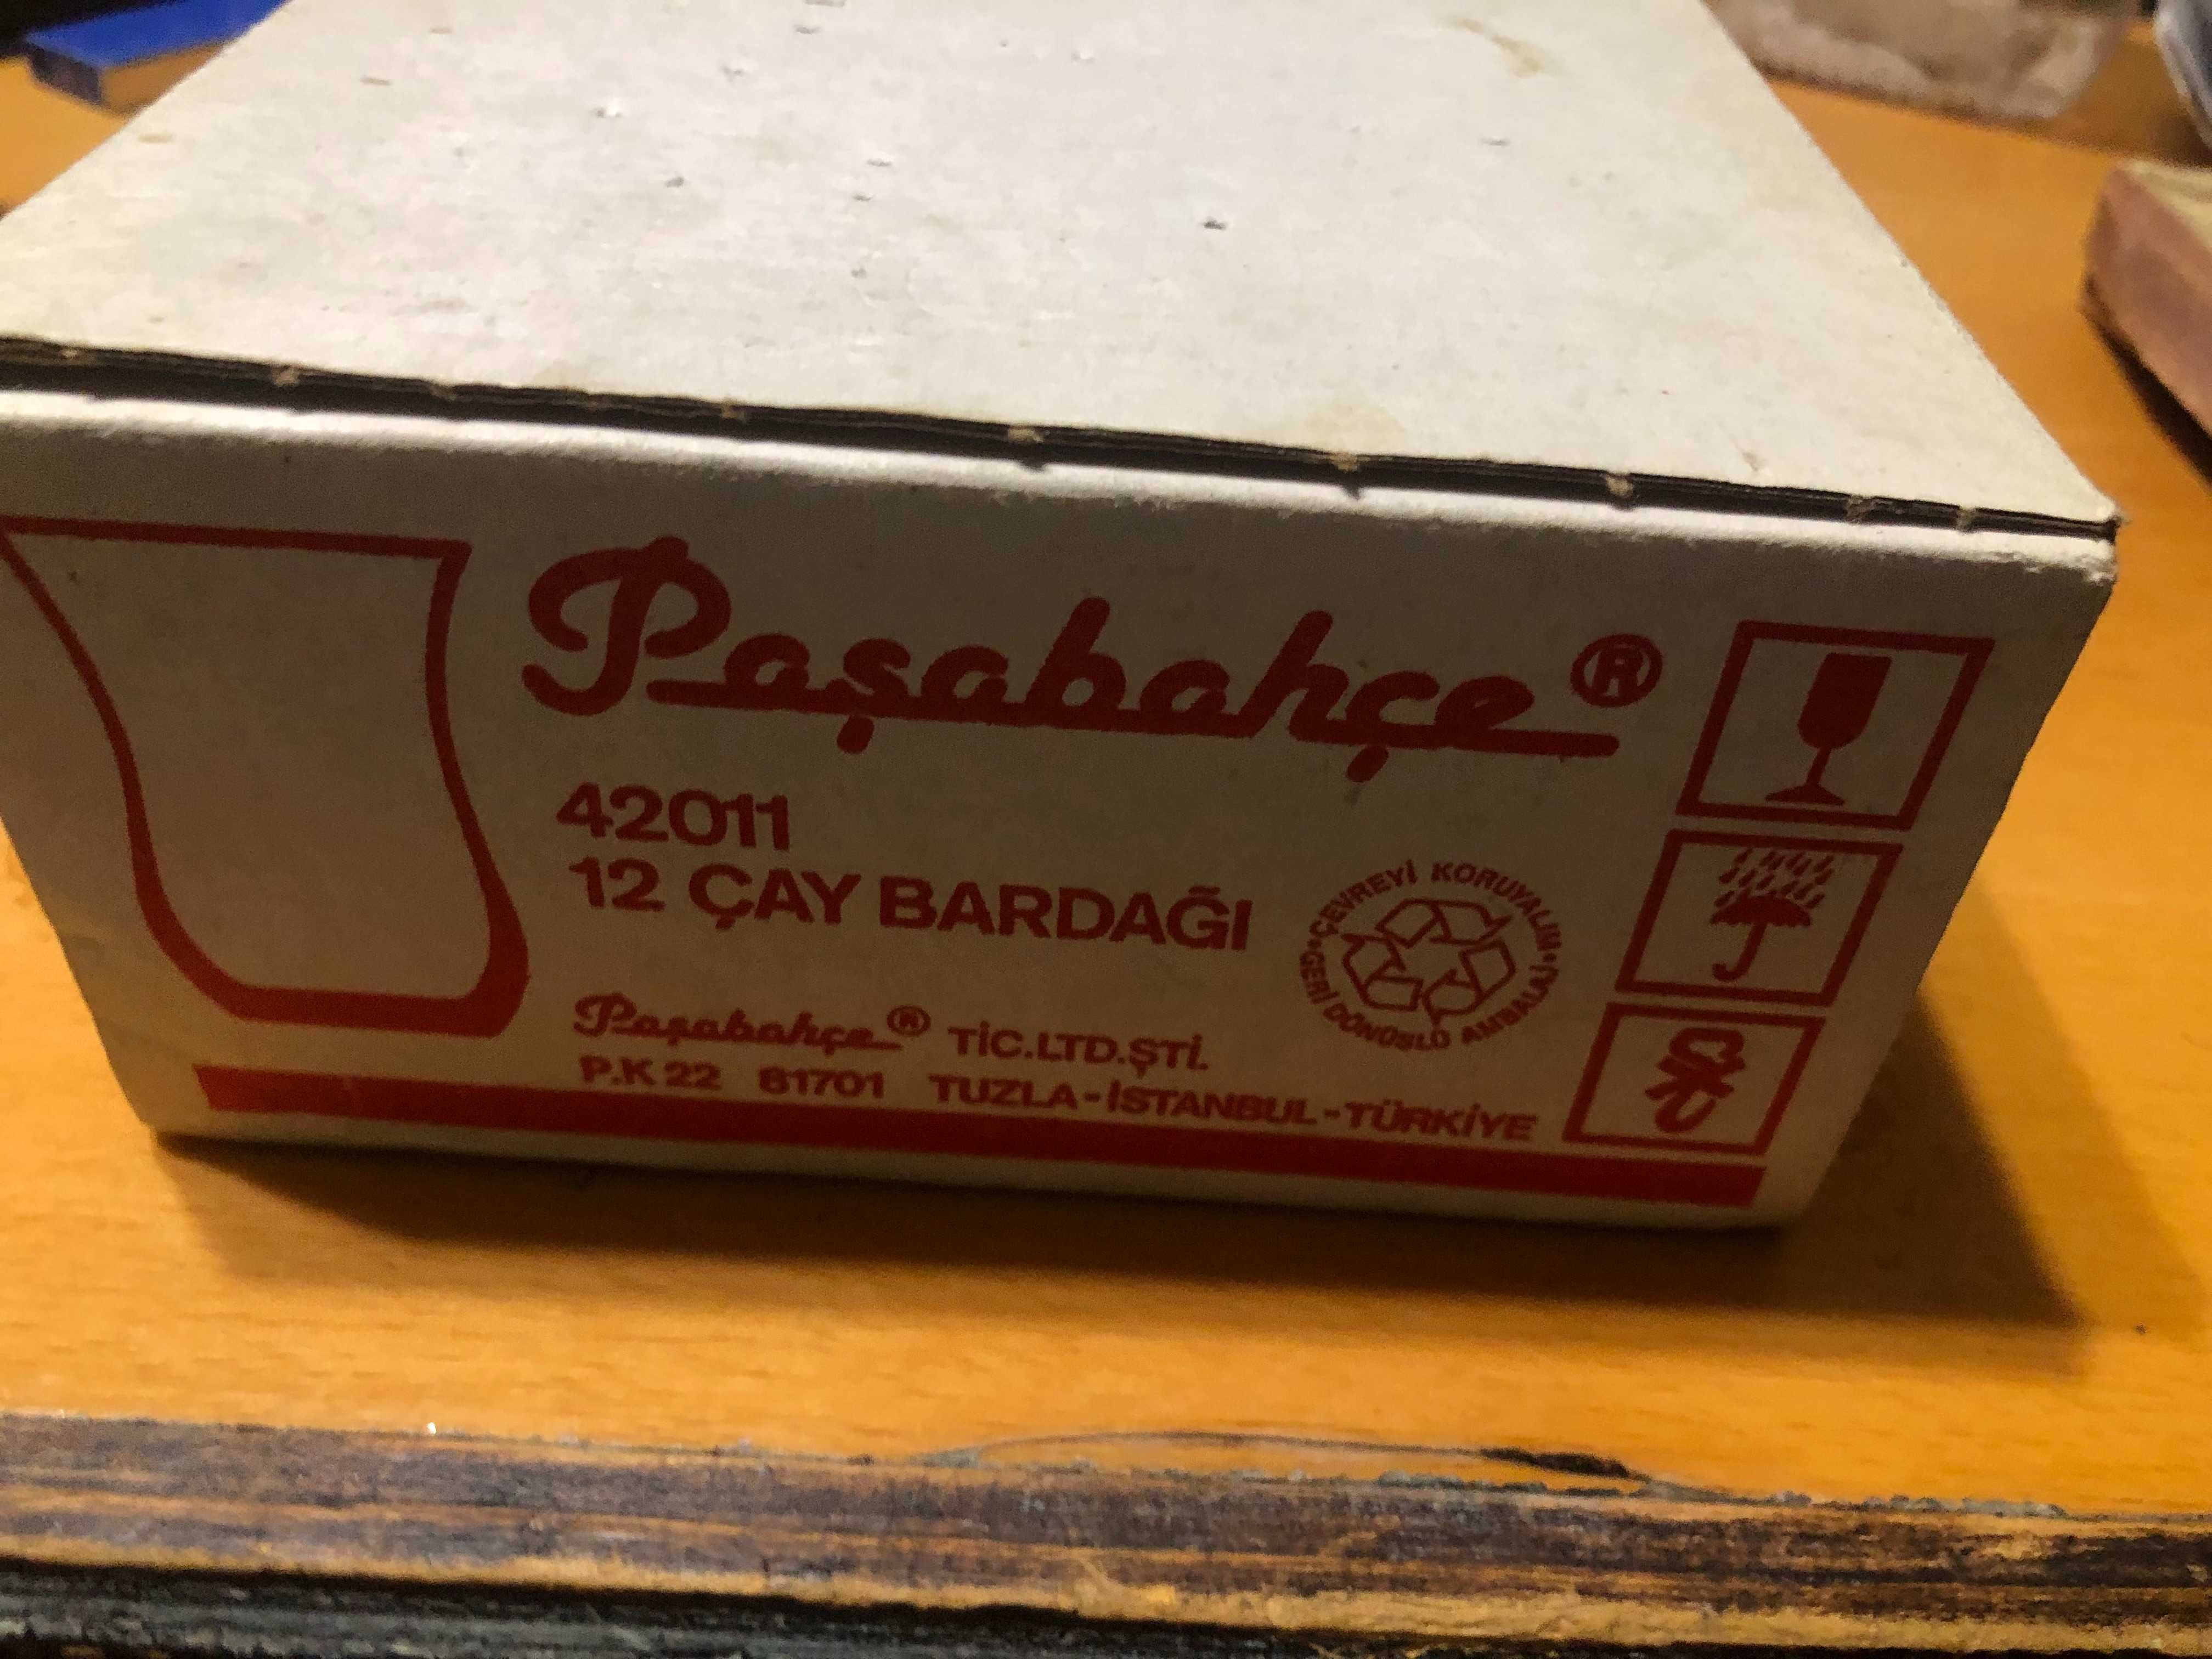 Paşabahçe®
42011
12 ÇAY BARDAĞI
ÇEVREYİ KORUYALIM
GERİ DÖNÜŞLÜ AMBALAJ
Paşabahçe® TİC.LTD.ŞTİ.
P.K 22 81701 TUZLA-İSTANBUL-TÜRKİYE